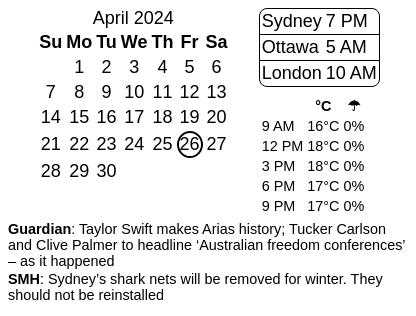 April 2024
Su Mo Tu We Th Fr Sa
1 2 3 4 5 6
7 8 9 10 11 12 13
14 15 16 17 18 19 20
21 22 23 24 25 26 27
28 29 30
Sydney 7 PM
Ottawa 5 AM
London 10 AM
°C ☂
9 AM 16°C 0%
12 PM 18°C 0%
3 PM 18°C 0%
6 PM 17°C 0%
9 PM 17°C 0%
Guardian: Taylor Swift makes Arias history; Tucker Carlson
and Clive Palmer to headline ‘Australian freedom conferences’
– as it happened
SMH: Sydney’s shark nets will be removed for winter. They
should not be reinstalled